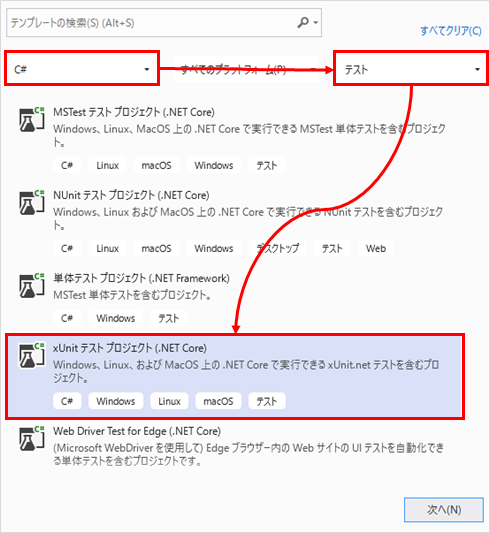 テンプレートの検索(S) (Alt+S)
すべてクリア(C)
C#
すべてのプラットフォーム(P)
テスト
MSTest テスト プロジェクト (.NET Core)
Windows、Linux、MacOS 上の .NET Core で実行できる MSTest 単体テストを含むプロジェクト。
C# Linux macOS Windows テスト
NUnit テスト プロジェクト (.NET Core)
Windows、Linux および MacOS 上の .NET Core で実行できる NUnit テストを含むプロジェクト。
C# Linux macOS Windows デスクトップ テスト Web
単体テスト プロジェクト (.NET Framework)
MSTest 単体テストを含むプロジェクト。
C# Windows テスト
xUnit テスト プロジェクト (.NET Core)
Windows、Linux、および MacOS 上の .NET Core で実行できる xUnit.net テストを含むプロ
ジェクト。
C# Windows Linux macOS テスト
Web Driver Test for Edge (.NET Core)
(Microsoft WebDriver を使用して) Edge ブラウザー内の Web サイトの UI テストを自動化でき
る単体テストを含むプロジェクトです。
次へ(N)